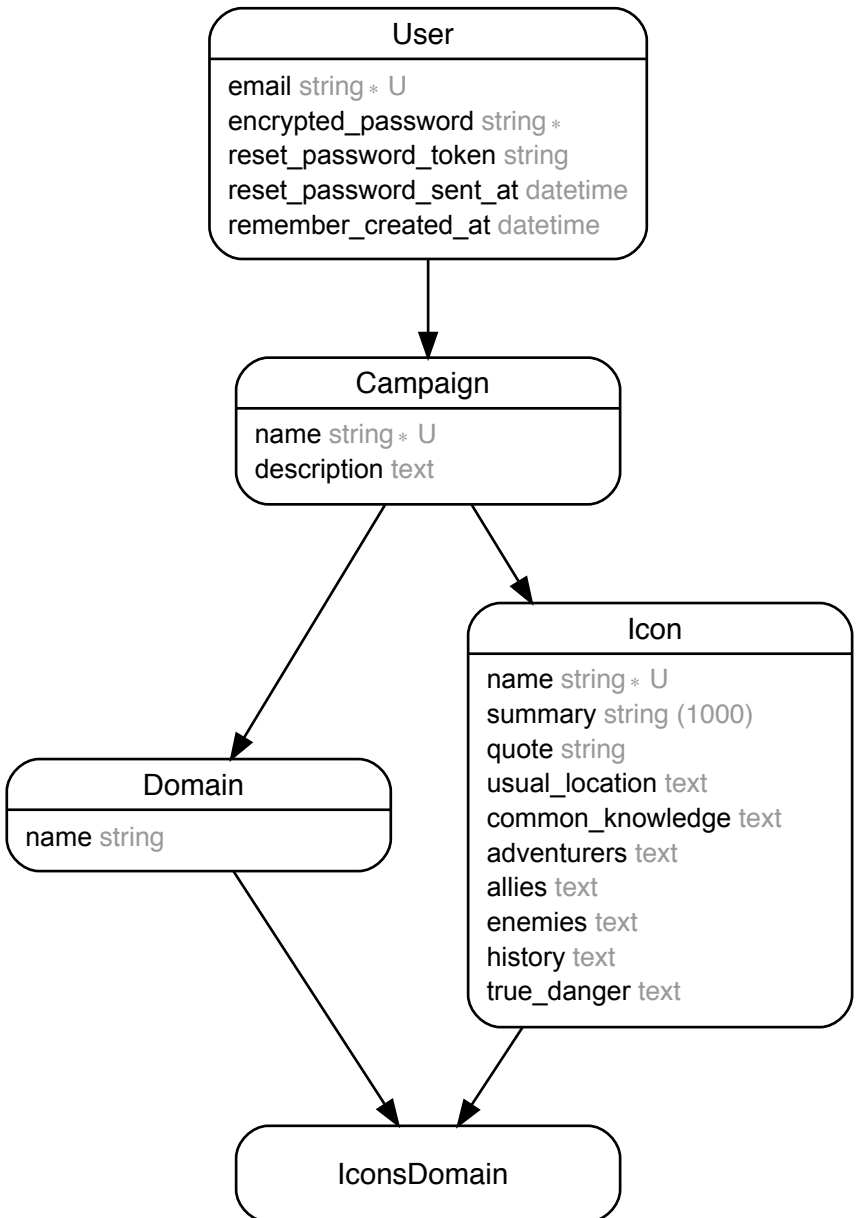 User
email string * U
encrypted_password string *
reset_password_token string
reset_password_sent_at datetime
remember_created_at datetime
Campaign
name string * U
description text
Icon
name string * U
summary string (1000)
quote string
usual_location text
common_knowledge text
adventurers text
allies text
enemies text
history text
true_danger text
Domain
name string
IconsDomain